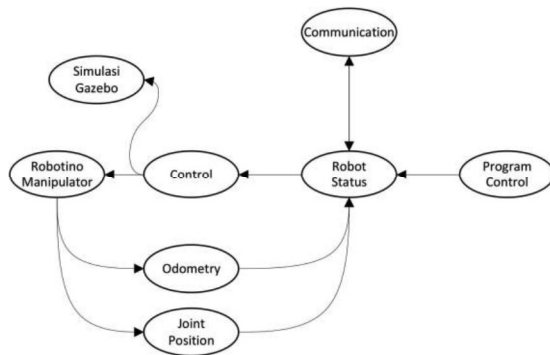 Communication
Simulasi
Gazebo
Robotino
Manipulator
Control
Robot
Status
Program
Control
Odometry
Joint
Position